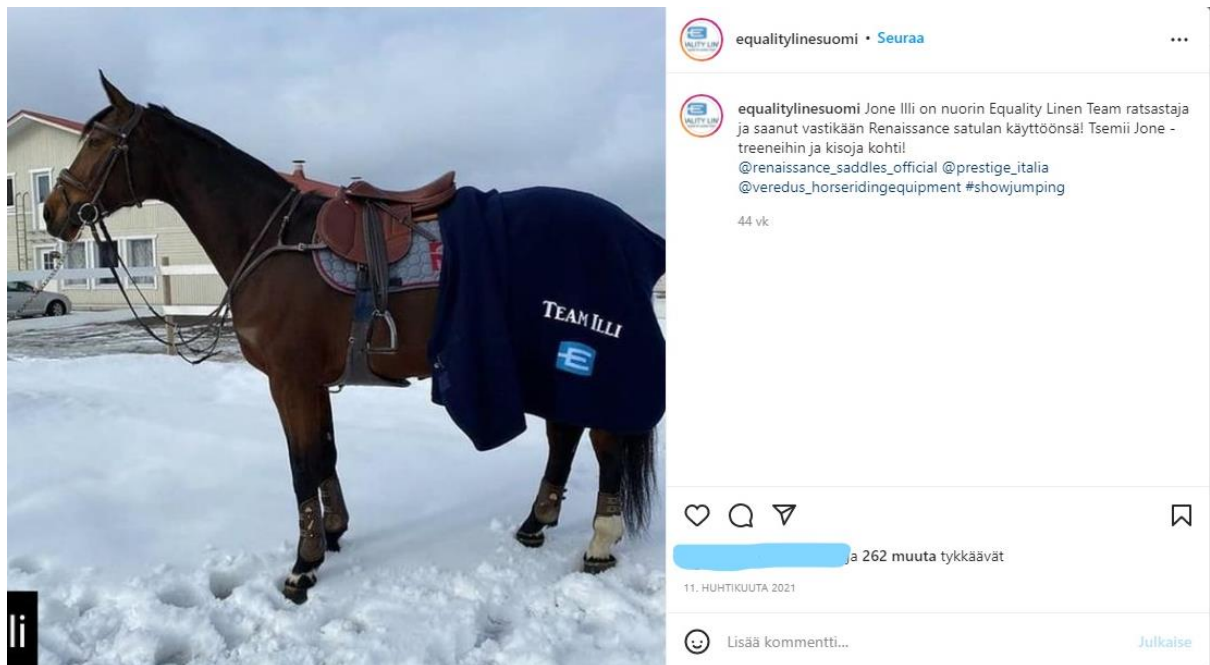 equalitylinesuomi • Seuraa
equalitylinesuomi Jone Illi on nuorin Equality Linen Team ratsastaja
ja saanut vastikään Renaissance satulan käyttöönsä! Tsemii Jone -
treeneihin ja kisoja kohti!
@renaissance_saddles_official @prestige_italia
@veredus_horseridingequipment #showjumping
44 vk
TEAM ILLI
E
ja 262 muuta tykkäävät
11. HUHTIKUUTA 2021
li
Lisää kommentti...
Julkaise